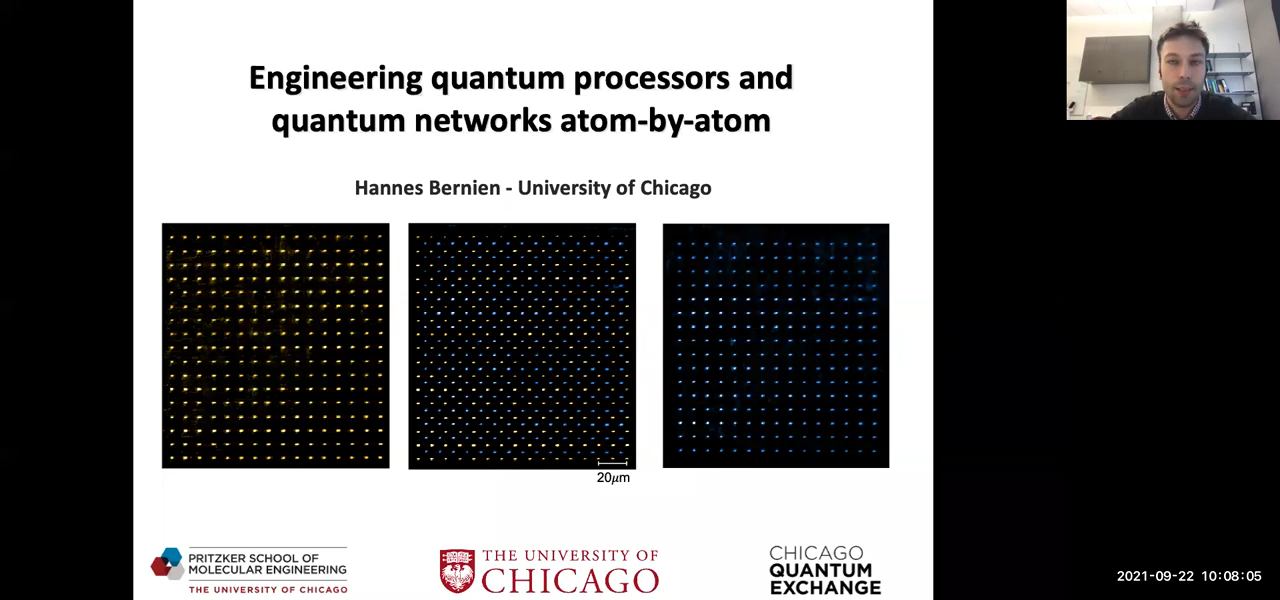 Engineering quantum processors and
quantum networks atom-by-atom
Hannes Bernien - University of Chicago
20μm
PRITZKER SCHOOL OF
MOLECULAR ENGINEERING
THE UNIVERSITY OF CHICAGO
THE UNIVERSITY OF
CHICAGO
CHICAGO
QUANTUM
EXCHANGE
2021-09-22 10:08:05